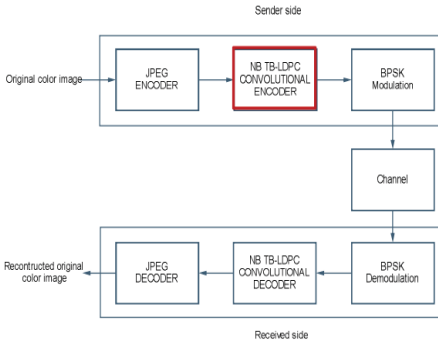 Sender side
Original color image
JPEG
ENCODER
NB TB-LDPC
CONVOLUTIONAL
ENCODER
BPSK
Modulation
Channel
Recontructed original
color image
JPEG
DECODER
NB TB-LDPC
CONVOLUTIONAL
DECODER
BPSK
Demodulation
Received side